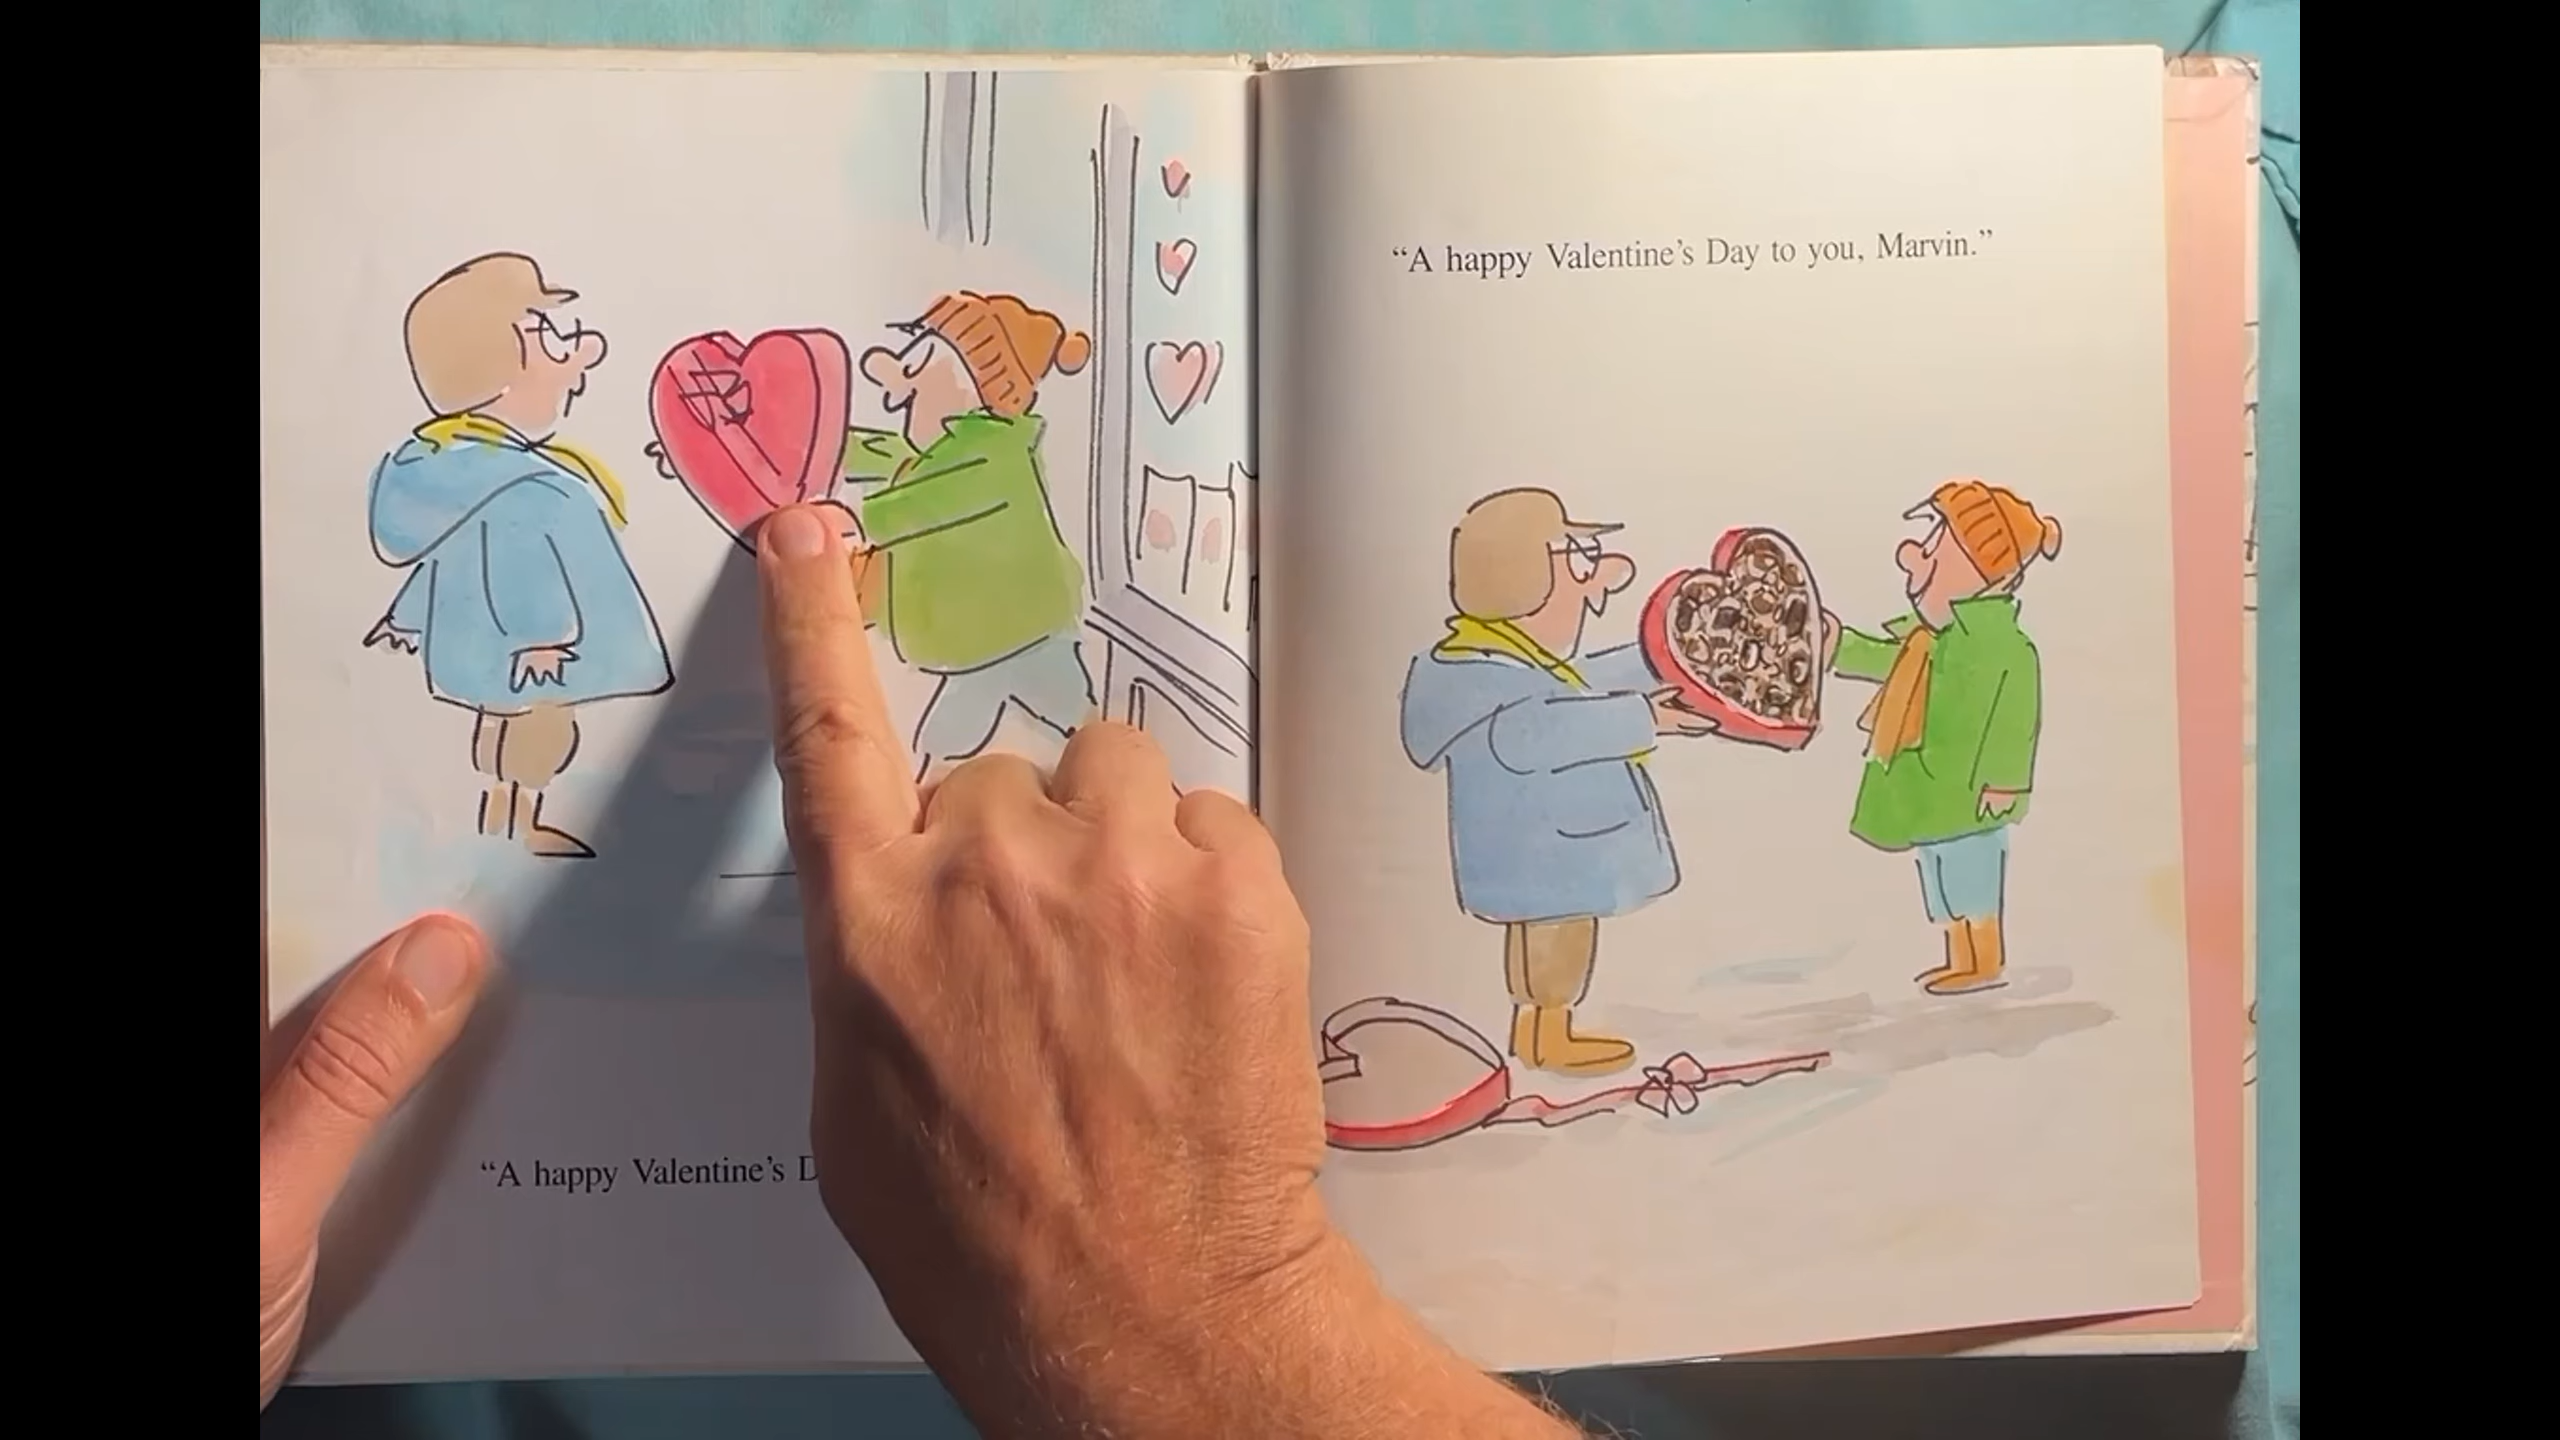 “A happy Valentine’s
“A happy Valentine’s Day to you, Marvin.”